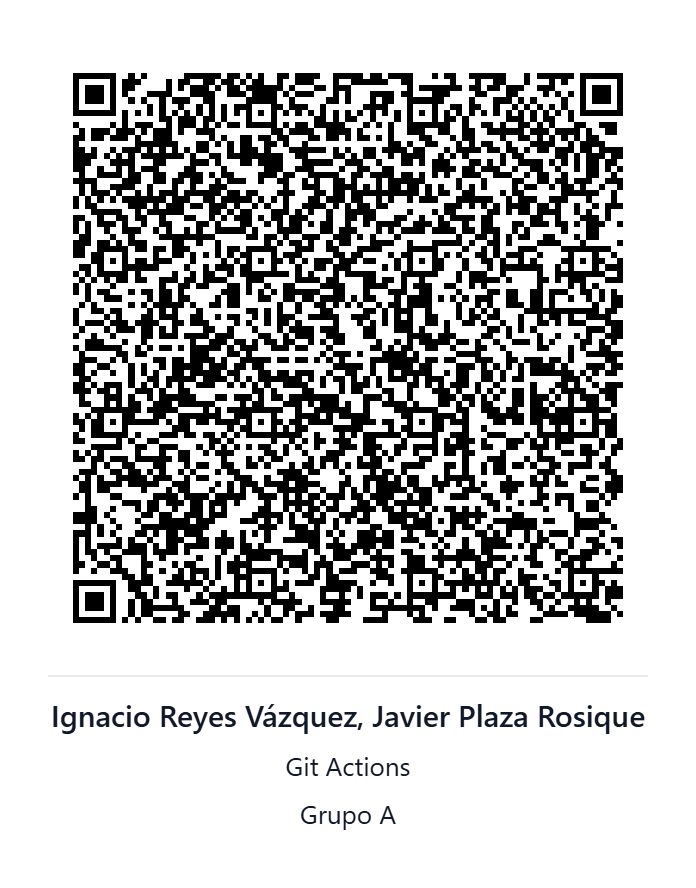 Ignacio Reyes Vázquez, Javier Plaza Rosique
Git Actions
Grupo A